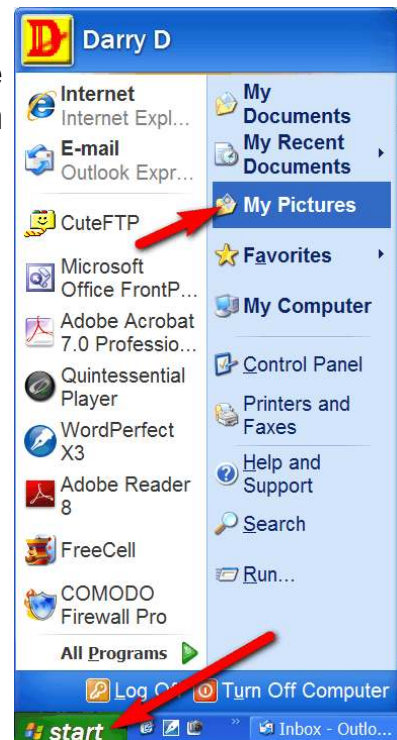 Darry D
Internet
Internet Expl...
E-mail
Outlook Expr...
CuteFTP
Microsoft
Office FrontP...
Adobe Acrobat
7.0 Professio...
Quintessential
Player
WordPerfect
X3
Adobe Reader
8
FreeCell
COMODO
Firewall Pro
All Programs
My
Documents
My Recent
Documents
My Pictures
Favorites
My Computer
Control Panel
Printers and
Faxes
Help and
Support
Search
Run...
Log Off Turn Off Computer
start Inbox - Outlo...